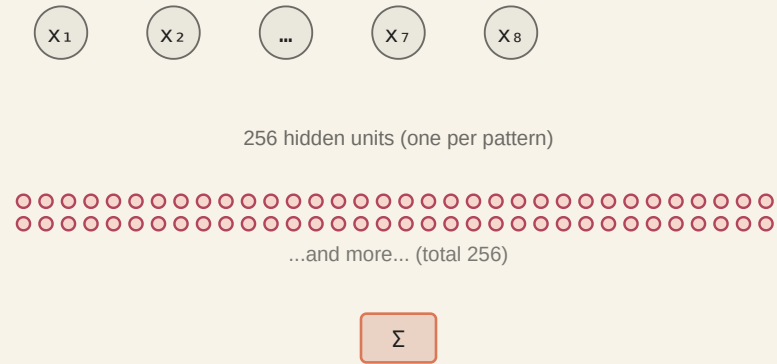 x₁ x₂ … x₇ x₈
256 hidden units (one per pattern)
...and more... (total 256)
Σ